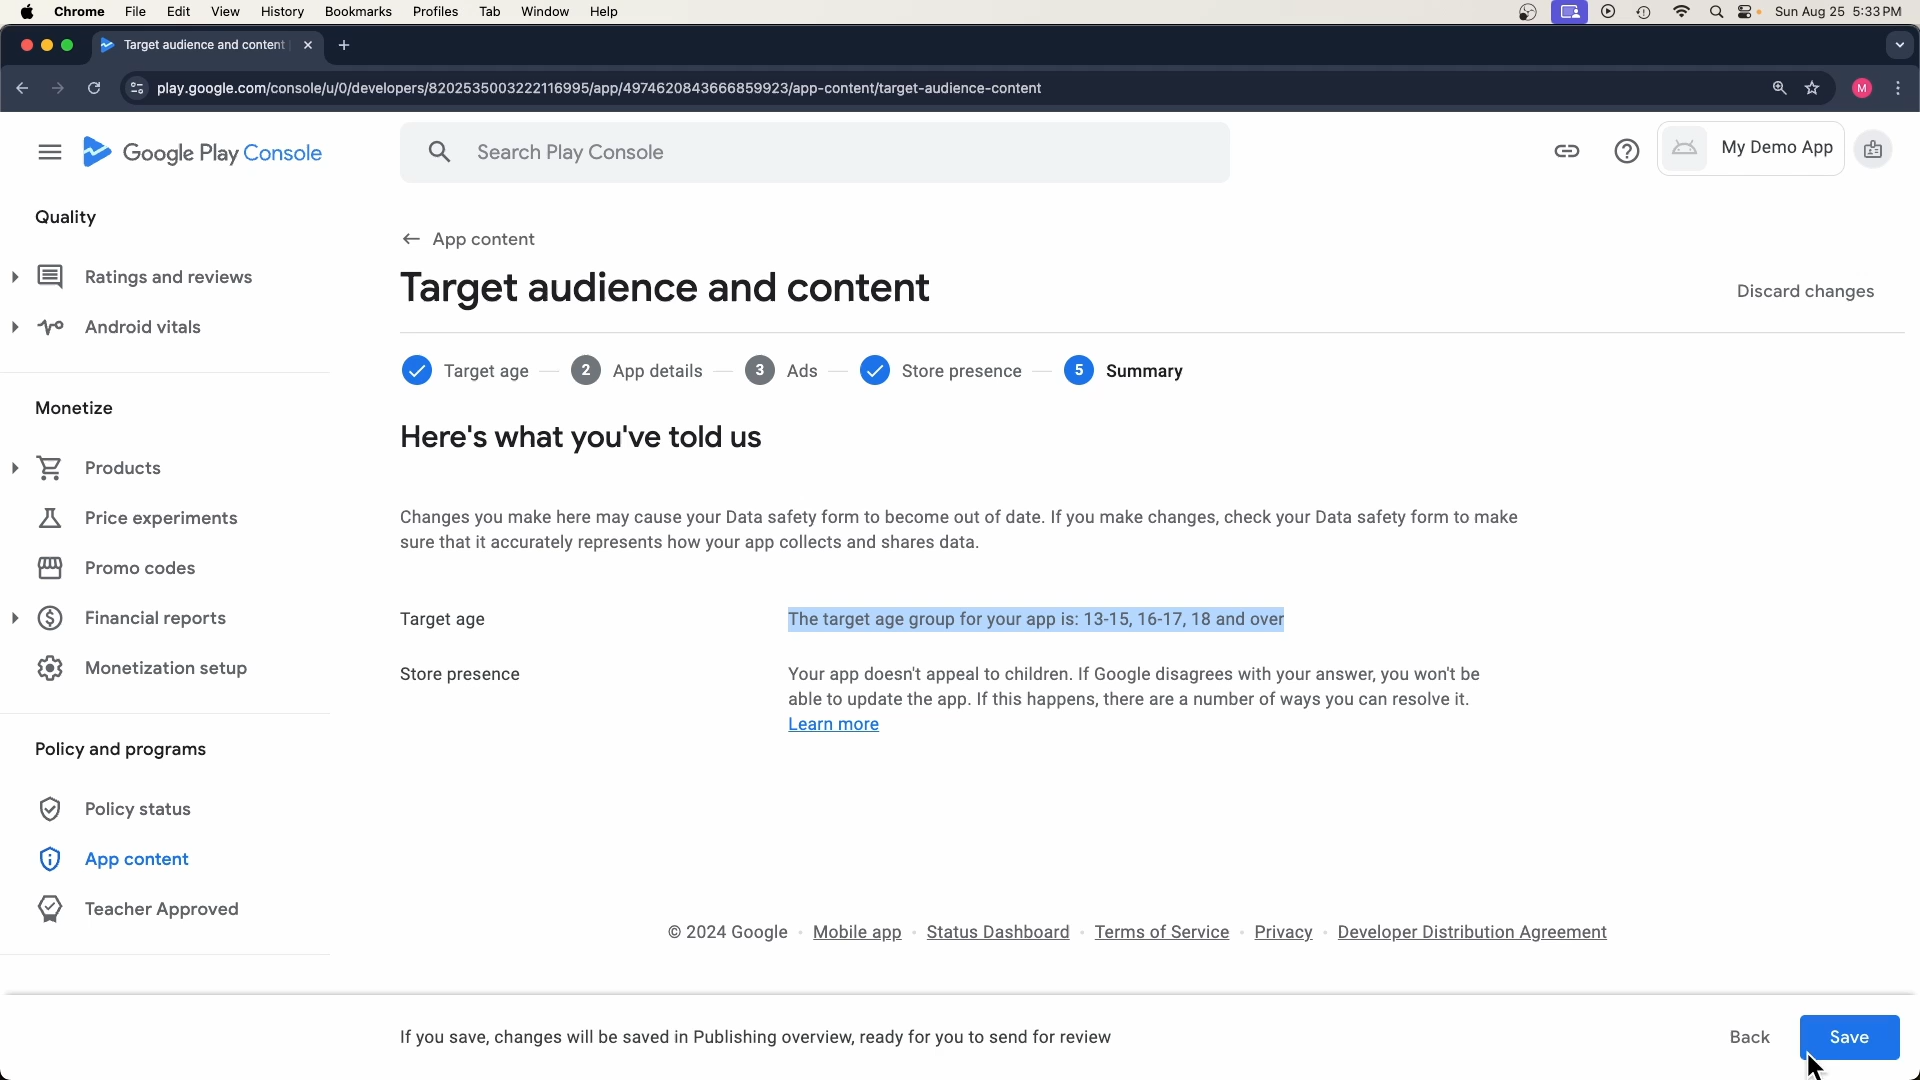 Chrome File Edit View History Bookmarks Profiles Tab Window Help Sun Aug 25 5:33 PM
Target audience and content
play.google.com/console/u/0/developers/8202535003222116995/app/4974620843666859923/app-content/target-audience-content M
Google Play Console Search Play Console My Demo App
Quality
Ratings and reviews
Android vitals
Monetize
Products
Price experiments
Promo codes
Financial reports
Monetization setup
Policy and programs
Policy status
App content
Teacher Approved
App content
Target audience and content
Discard changes
Target age 2 App details 3 Ads Store presence 5 Summary
Here's what you've told us
Changes you make here may cause your Data safety form to become out of date. If you make changes, check your Data safety form to make
sure that it accurately represents how your app collects and shares data.
Target age The target age group for your app is: 13-15, 16-17, 18 and over
Store presence Your app doesn't appeal to children. If Google disagrees with your answer, you won't be
able to update the app. If this happens, there are a number of ways you can resolve it.
Learn more
© 2024 Google · Mobile app · Status Dashboard · Terms of Service · Privacy · Developer Distribution Agreement
If you save, changes will be saved in Publishing overview, ready for you to send for review Back Save